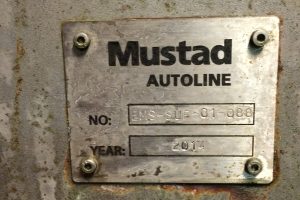 Mustad
AUTOLINE
NO:
YEAR: 2014